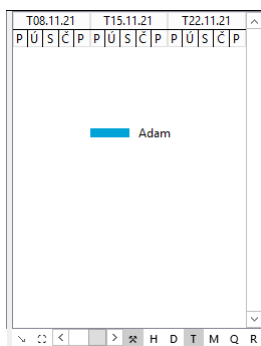 T08.11.21 T15.11.21 T22.11.21
P Ú S Č P P Ú S Č P P Ú S Č P
Adam
H D T M Q R